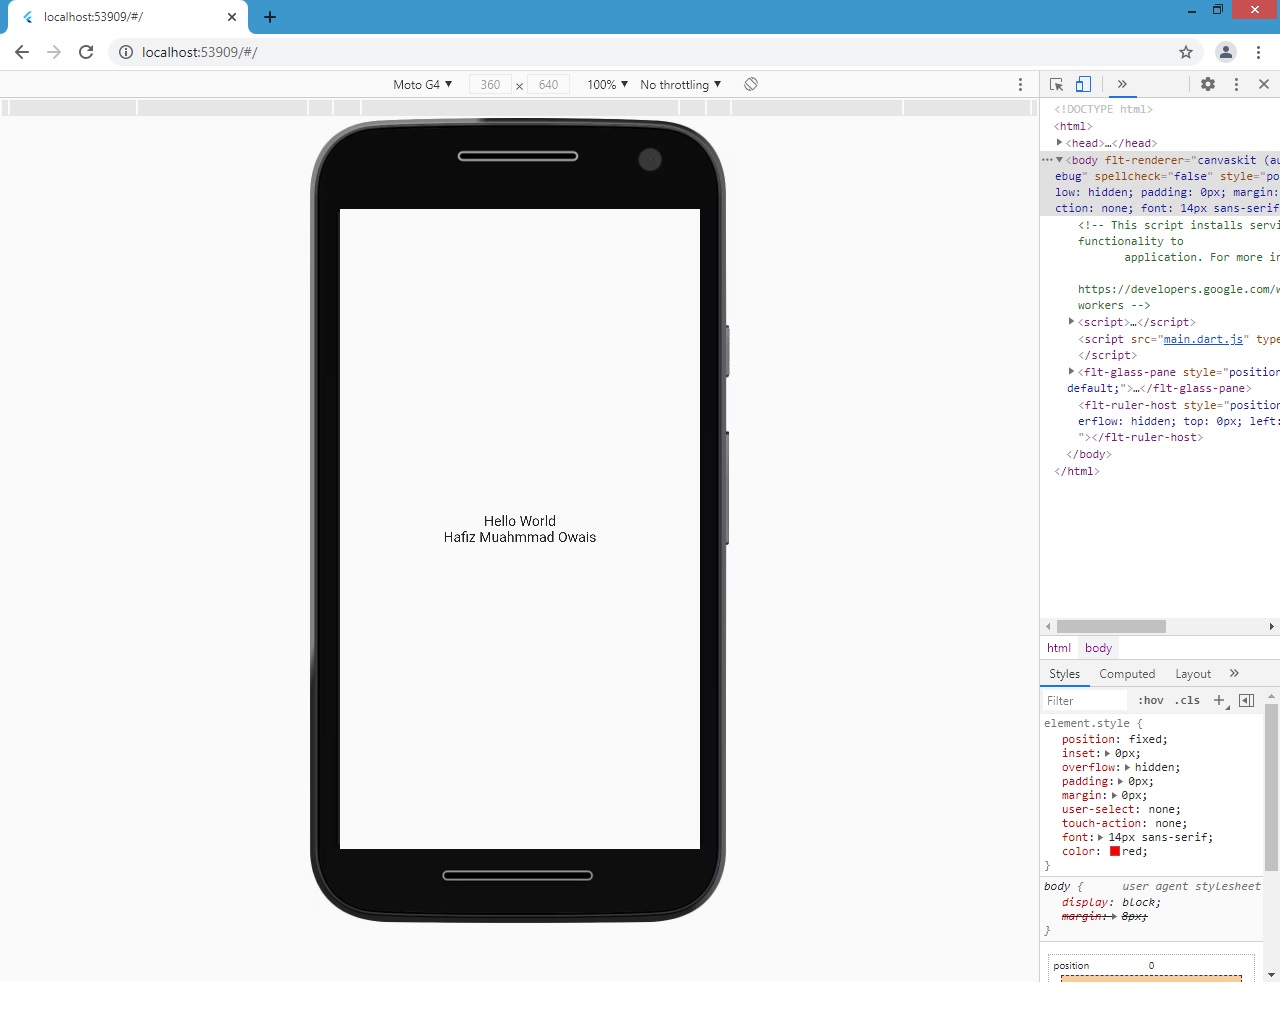 localhost:53909/#/
localhost:53909/#/
Moto G4 ▼ 360 × 640 100% ▼ No throttling ▼
Hello World
Hafiz Muahmmad Owais
<!DOCTYPE html>
<html>
<head>…</head>
<body flt-renderer="canvaskit (au
ebug" spellcheck="false" style="po
low: hidden; padding: 0px; margin:
ction: none; font: 14px sans-serif
<!-- This script installs servi
functionality to
application. For more in
https://developers.google.com/w
workers -->
<script>…</script>
<script src="main.dart.js" type
</script>
<flt-glass-pane style="position
default;">…</flt-glass-pane>
<flt-ruler-host style="position
erflow: hidden; top: 0px; left:
"></flt-ruler-host>
</body>
</html>
html body
Styles Computed Layout »
Filter :hov .cls +
element.style {
position: fixed;
inset: 0px;
overflow: hidden;
padding: 0px;
margin: 0px;
user-select: none;
touch-action: none;
font: 14px sans-serif;
color: red;
}
body { user agent stylesheet
display: block;
margin: 8px;
}
position 0